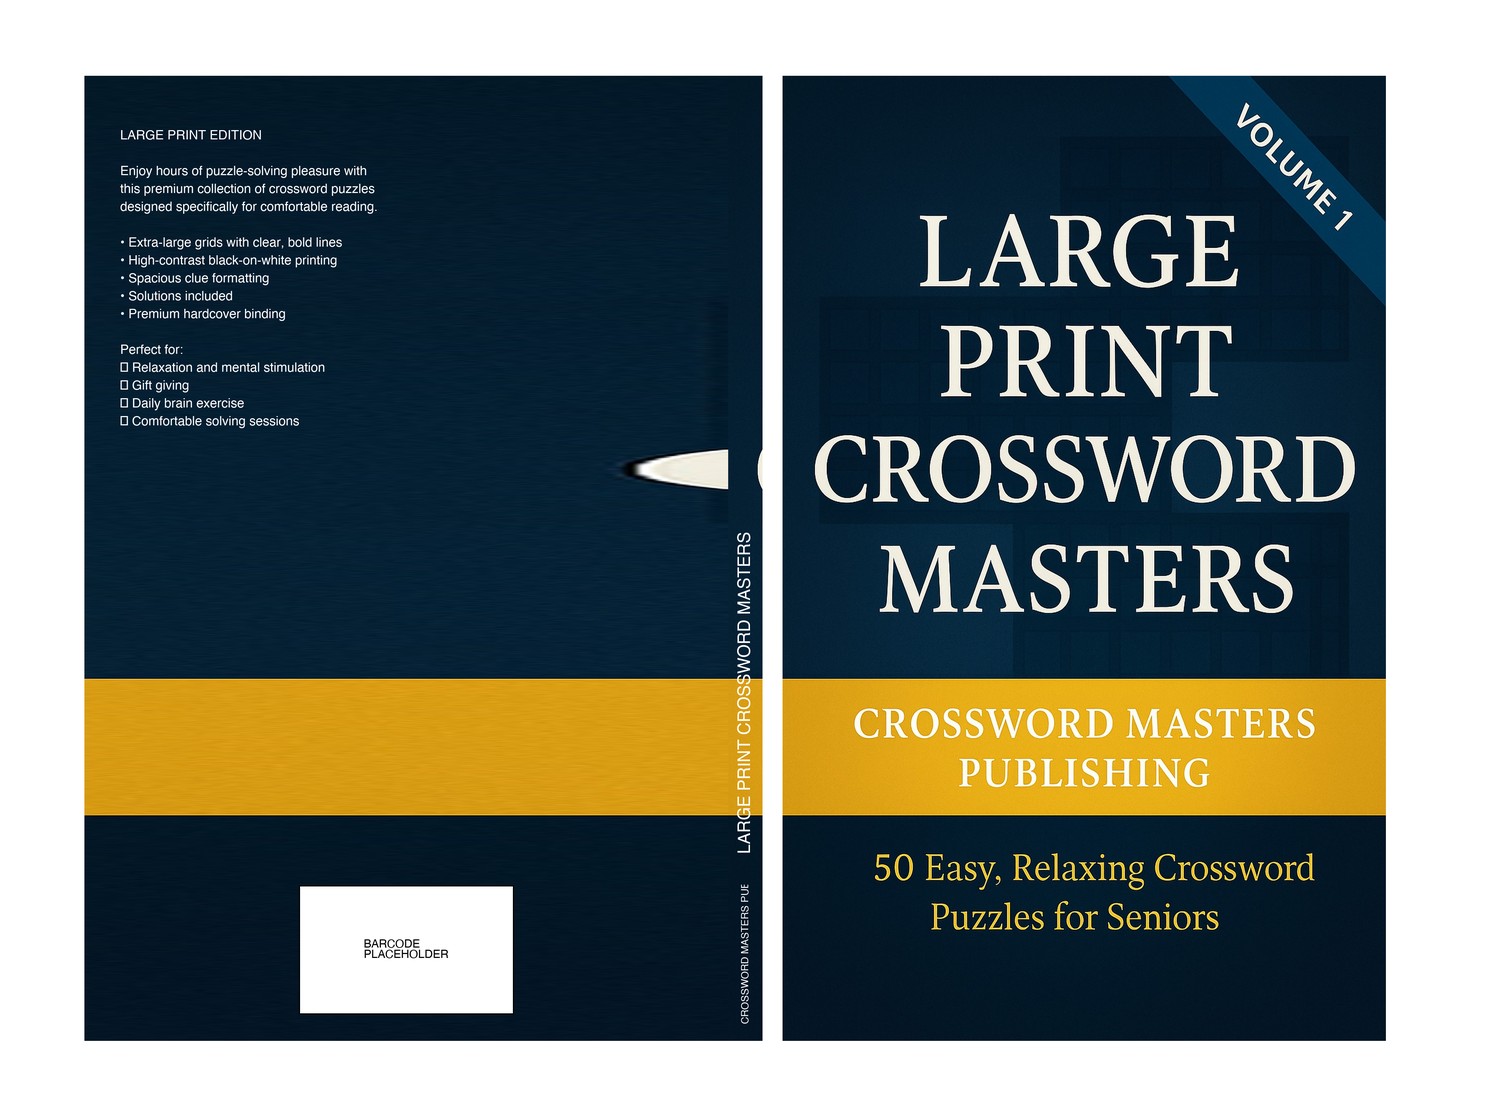 LARGE PRINT EDITION
Enjoy hours of puzzle-solving pleasure with
this premium collection of crossword puzzles
designed specifically for comfortable reading.
• Extra-large grids with clear, bold lines
• High-contrast black-on-white printing
• Spacious clue formatting
• Solutions included
• Premium hardcover binding
Perfect for:
☐ Relaxation and mental stimulation
☐ Gift giving
☐ Daily brain exercise
☐ Comfortable solving sessions
BARCODE
PLACEHOLDER
LARGE PRINT CROSSWORD MASTERS
CROSSWORD MASTERS
VOLUME 1
LARGE
PRINT
CROSSWORD
MASTERS
CROSSWORD MASTERS
PUBLISHING
50 Easy, Relaxing Crossword
Puzzles for Seniors